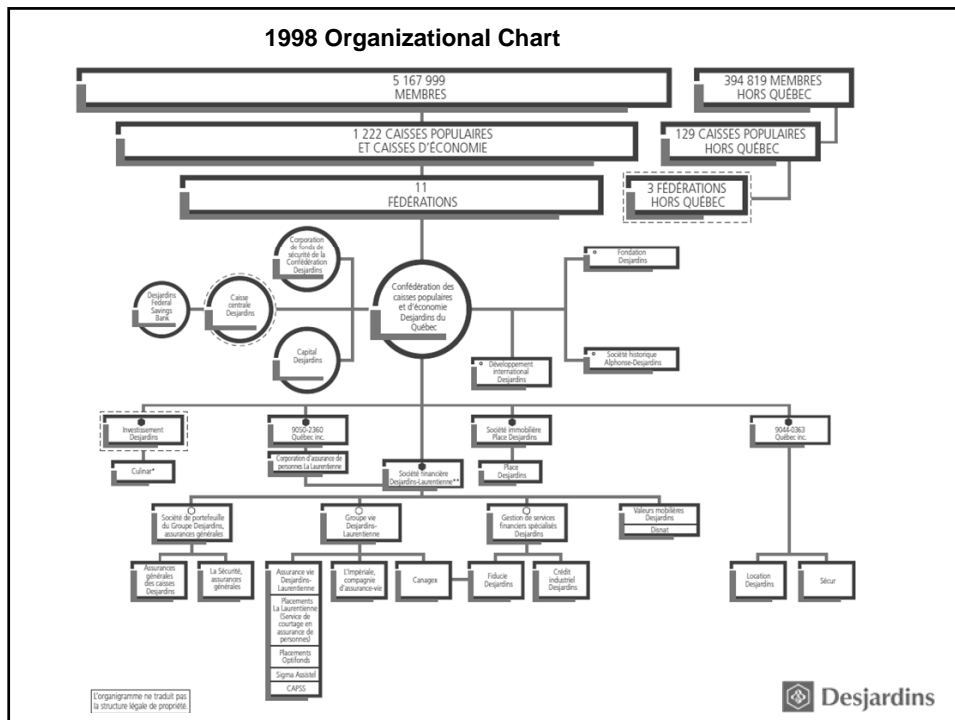 1998 Organizational Chart
5 167 999
MEMBRES
394 819 MEMBRES
HORS QUÉBEC
1 222 CAISSES POPULAIRES
ET CAISSES D'ÉCONOMIE
129 CAISSES POPULAIRES
HORS QUÉBEC
11
FÉDÉRATIONS
3 FÉDÉRATIONS
HORS QUÉBEC
Corporation
de fonds de
sécurité de la
Confédération
Desjardins
Fondation
Desjardins
Desjardins
Federal
Savings
Bank
Caisse
centrale
Desjardins
Confédération des
caisses populaires
et d'économie
Desjardins du
Québec
Capital
Desjardins
Développement
international
Desjardins
Société historique
Alphonse-Desjardins
Investissement
Desjardins
9050-2360
Québec inc.
Société immobilière
Place Desjardins
9044-0363
Québec inc.
Culinar*
Corporation d'assurance de
personnes La Laurentienne
Société financière
Desjardins-Laurentienne**
Place
Desjardins
Société de portefeuille
du Groupe Desjardins,
assurances générales
Groupe vie
Desjardins-
Laurentienne
Gestion de services
financiers spécialisés
Desjardins
Valeurs mobilières
Desjardins
Disnat
Assurances
générales
des caisses
Desjardins
La Sécurité,
assurances
générales
Assurance vie
Desjardins-
Laurentienne
Placements
La Laurentienne
(Service de
courtage en
assurance de
personnes)
Placements
Optifonds
Sigma Assistel
CAPSS
L'Impériale,
compagnie
d'assurance-vie
Canagex
Fiducie
Desjardins
Crédit
industriel
Desjardins
Location
Desjardins
Sécur
L'organigramme ne traduit pas
la structure légale de propriété.
Desjardins